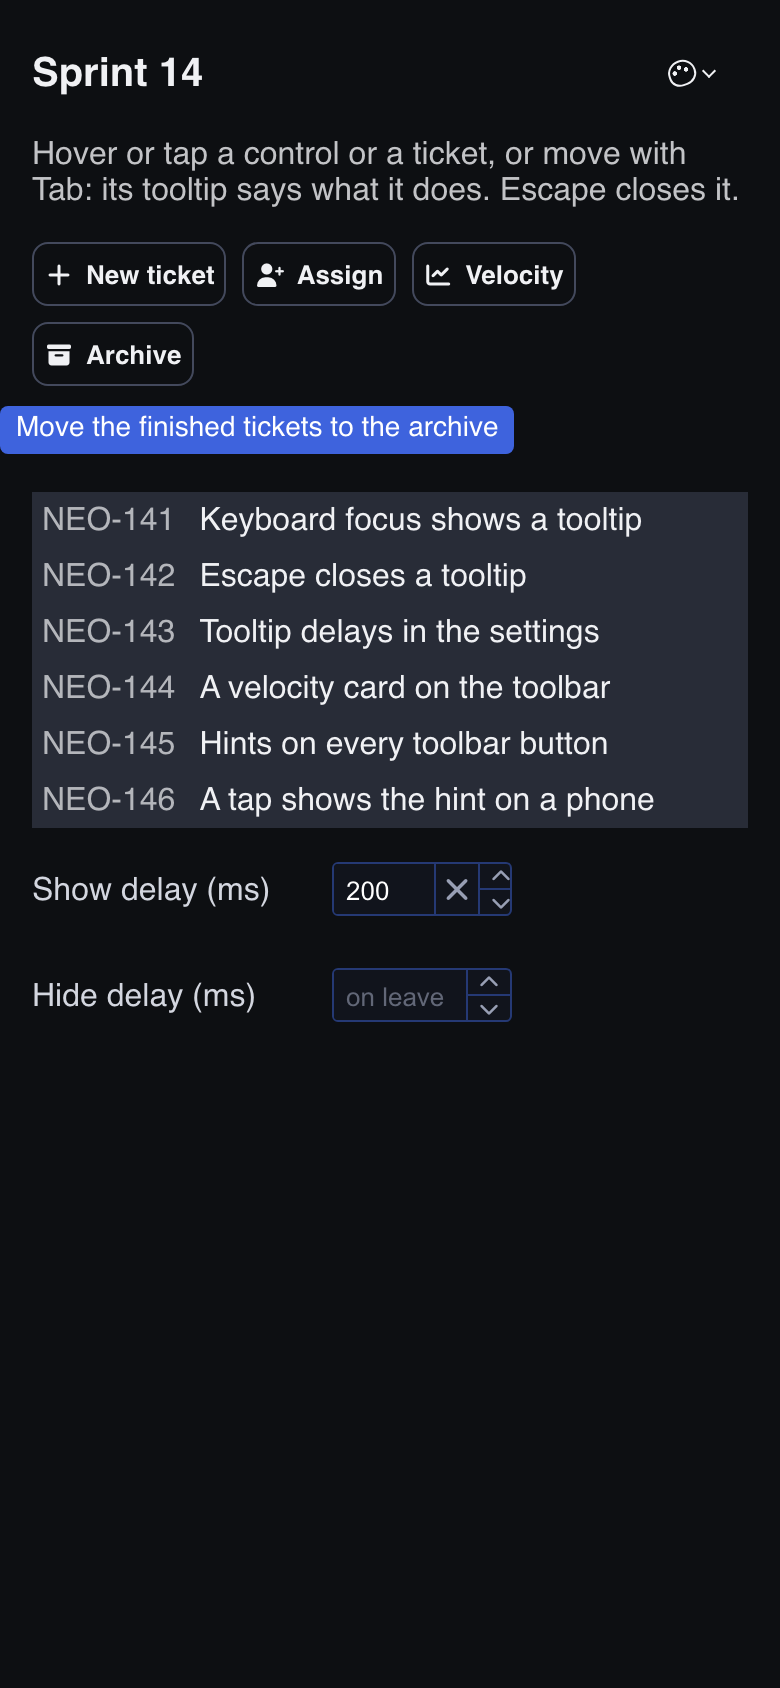 Sprint 14
Hover or tap a control or a ticket, or move with
Tab: its tooltip says what it does. Escape closes it.
New ticket Assign Velocity
Archive
Move the finished tickets to the archive
NEO-141 Keyboard focus shows a tooltip
NEO-142 Escape closes a tooltip
NEO-143 Tooltip delays in the settings
NEO-144 A velocity card on the toolbar
NEO-145 Hints on every toolbar button
NEO-146 A tap shows the hint on a phone
Show delay (ms) 200
Hide delay (ms) on leave